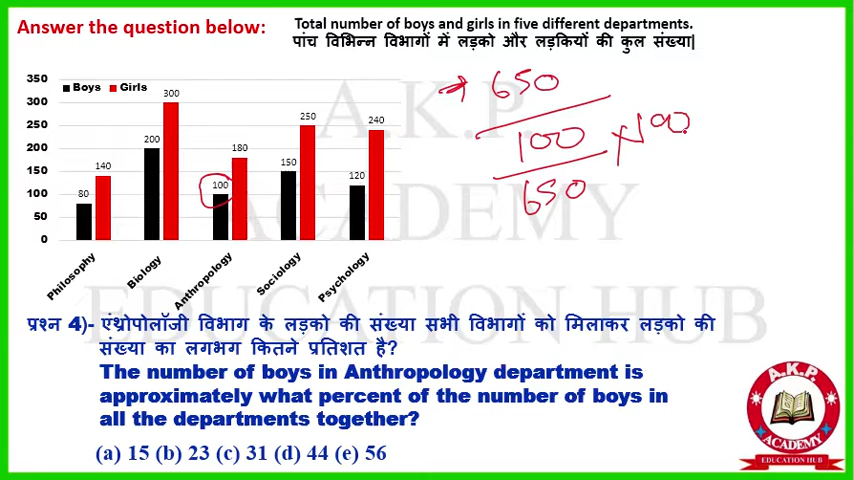 Answer the question below:
Total number of boys and girls in five different departments.
पांच विभिन्न विभागों में लड़को और लड़कियों की कुल संख्या|
350
300
250
200
150
100
50
0
Boys Girls
80 140
200 300
100 180
150 250
120 240
Philosophy
Biology
Anthropology
Sociology
Psychology
→ 650
100 × 100
650
A.K.P.
ACADEMY
EDUCATION HUB
प्रश्न 4)- एंथ्रोपोलॉजी विभाग के लड़को की संख्या सभी विभागों को मिलाकर लड़को की
संख्या का लगभग कितने प्रतिशत है?
The number of boys in Anthropology department is
approximately what percent of the number of boys in
all the departments together?
(a) 15 (b) 23 (c) 31 (d) 44 (e) 56
A.K.P.
ACADEMY
EDUCATION HUB